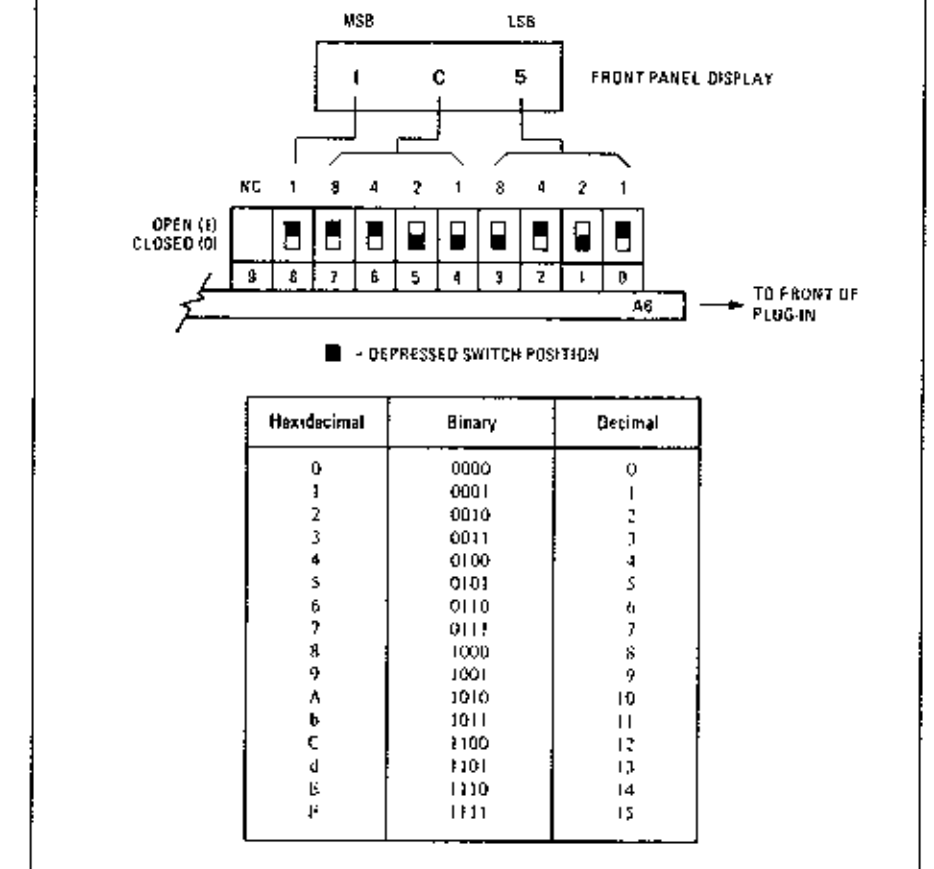 MSB LSB
1 C 5 FRONT PANEL DISPLAY
NC 1 8 4 2 1 8 4 2 1
OPEN (1)
CLOSED (0)
9 8 7 6 5 4 3 2 1 0
A6
TO FRONT OF
PLUG-IN
- DEPRESSED SWITCH POSITION
Hexidecimal Binary Decimal
0 0000 0
1 0001 1
2 0010 2
3 0011 3
4 0100 4
5 0101 5
6 0110 6
7 0111 7
8 1000 8
9 1001 9
A 1010 10
b 1011 11
C 1100 12
d 1101 13
E 1110 14
F 1111 15